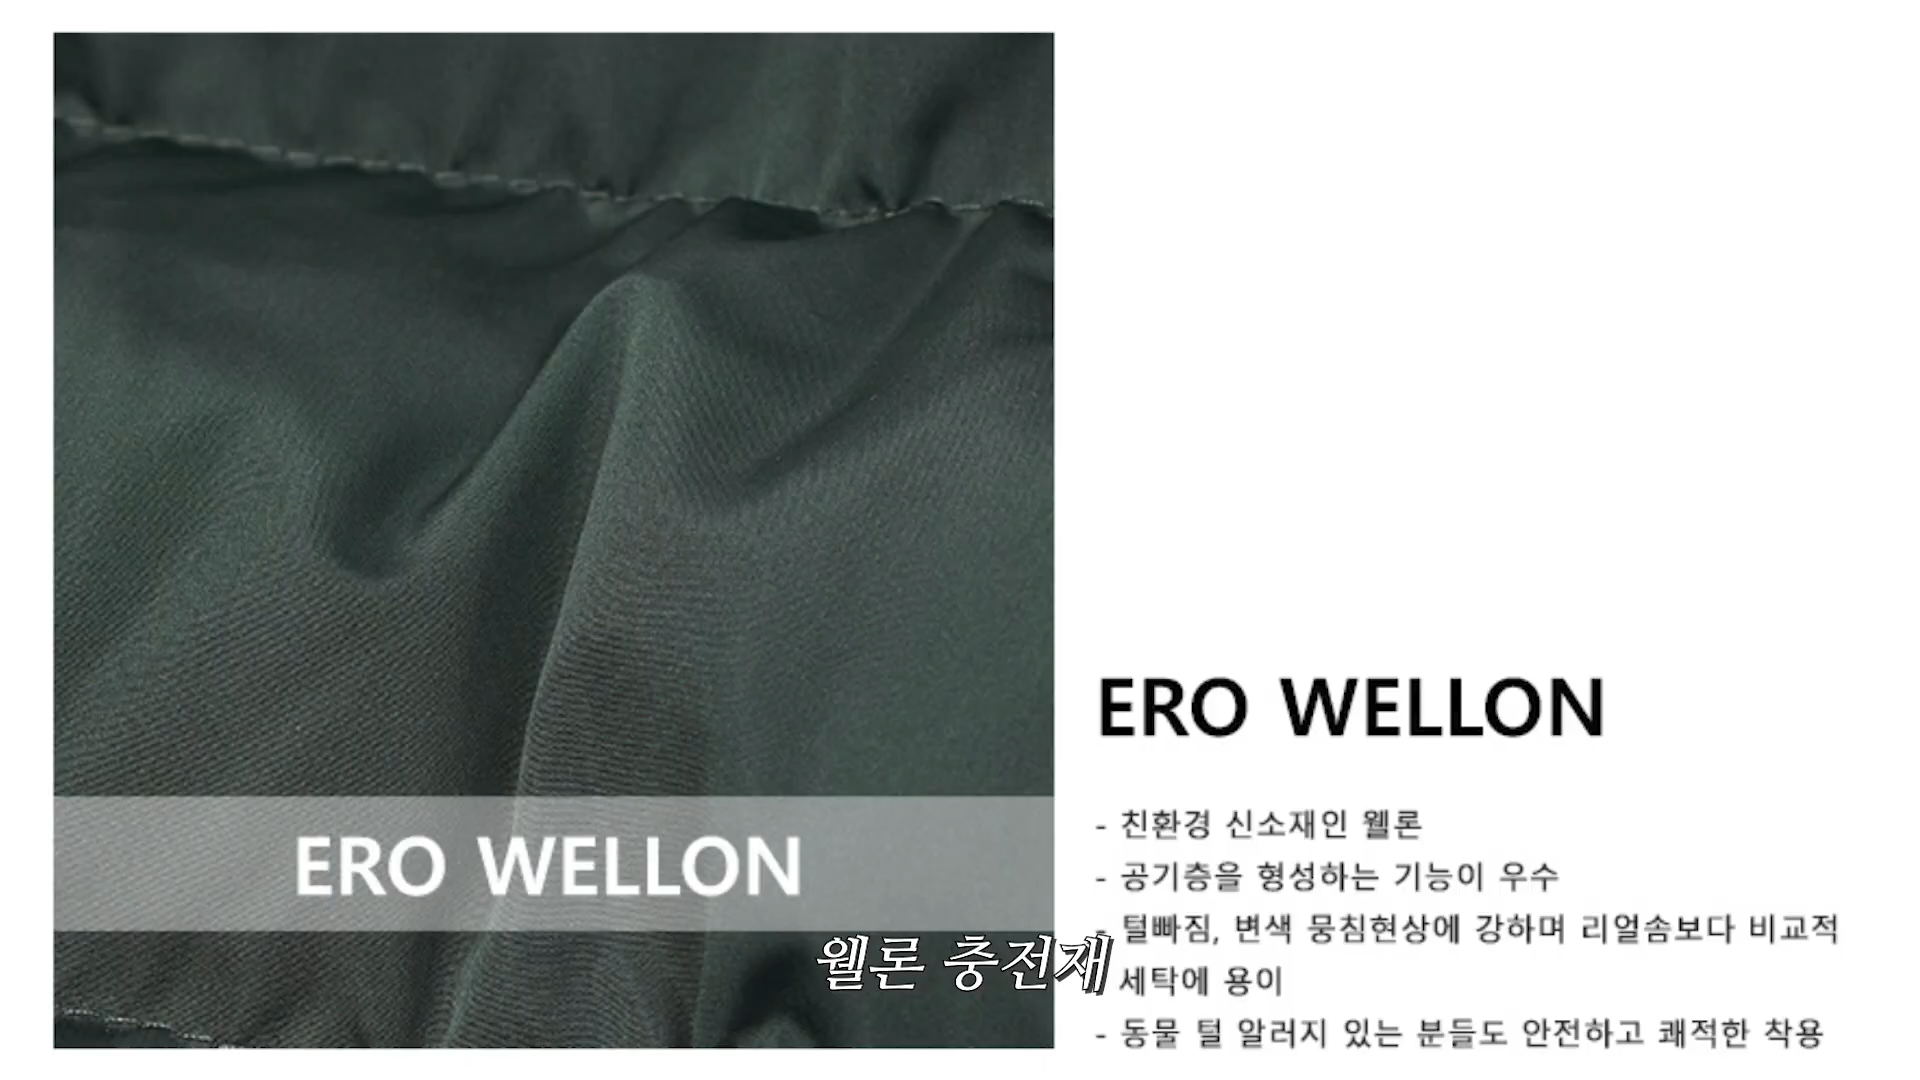 ERO WELLON
- 친환경 신소재인 웰론
- 공기층을 형성하는 기능이 우수
- 털빠짐, 변색 뭉침현상에 강하며 리얼솜보다 비교적
세탁에 용이
- 동물 털 알러지 있는 분들도 안전하고 쾌적한 착용
ERO WELLON
웰론 충전재